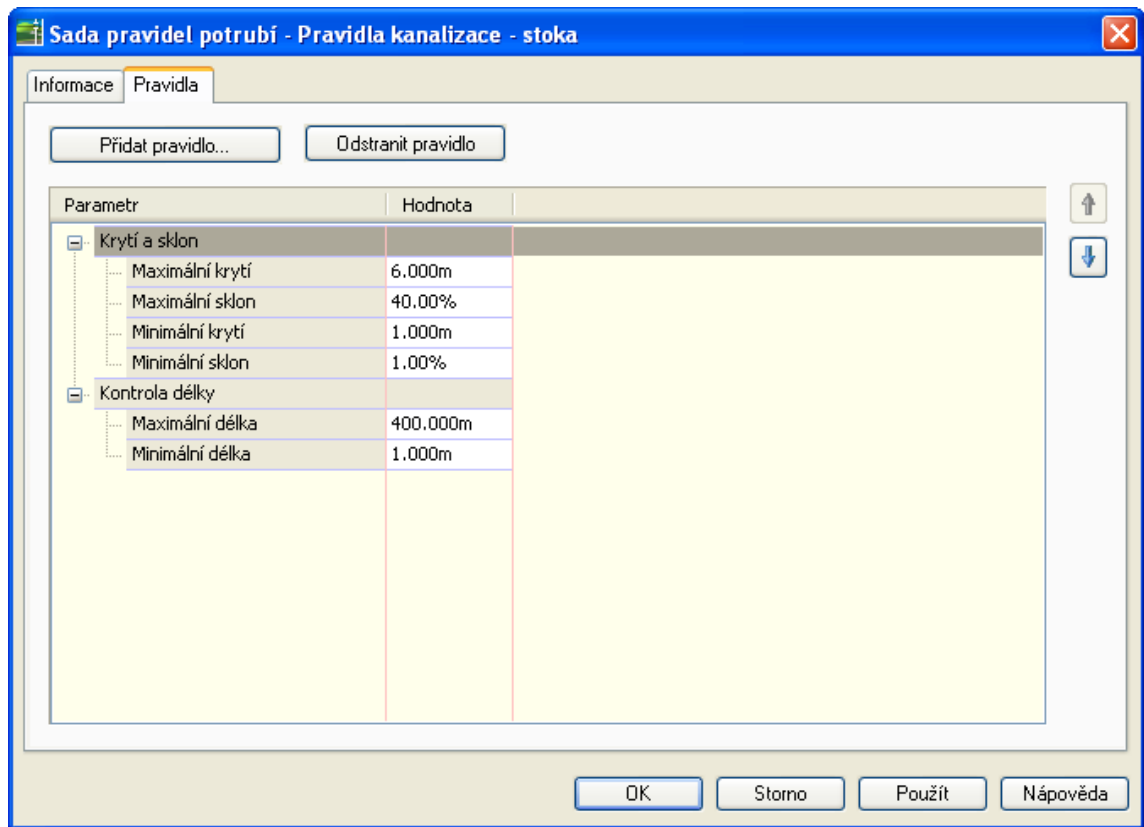 Sada pravidel potrubí - Pravidla kanalizace - stoka
Informace Pravidla
Přidat pravidlo... Odstranit pravidlo
Parametr Hodnota
Krytí a sklon
Maximální krytí 6.000m
Maximální sklon 40.00%
Minimální krytí 1.000m
Minimální sklon 1.00%
Kontrola délky
Maximální délka 400.000m
Minimální délka 1.000m
OK Storno Použít Nápověda